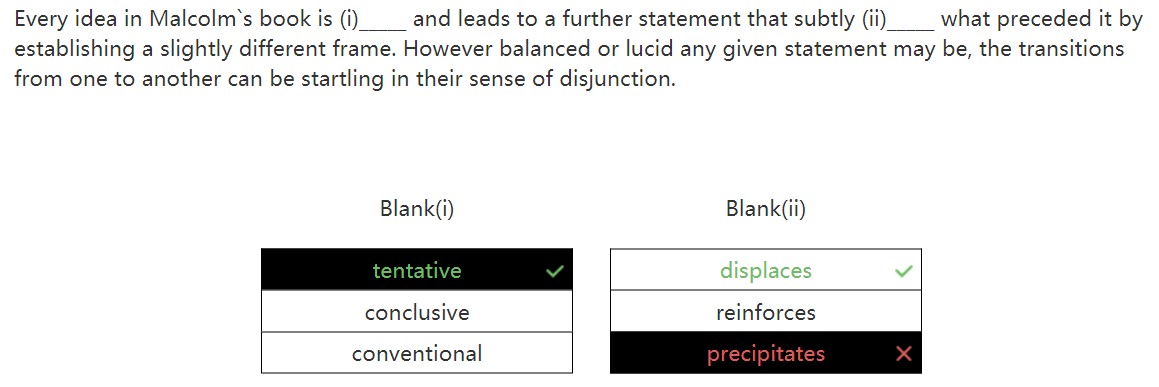 Every idea in Malcolm`s book is (i)_____ and leads to a further statement that subtly (ii)_____ what preceded it by
establishing a slightly different frame. However balanced or lucid any given statement may be, the transitions
from one to another can be startling in their sense of disjunction.
Blank(i) Blank(ii)
tentative ✓ displaces ✓
conclusive reinforces
conventional precipitates ✕